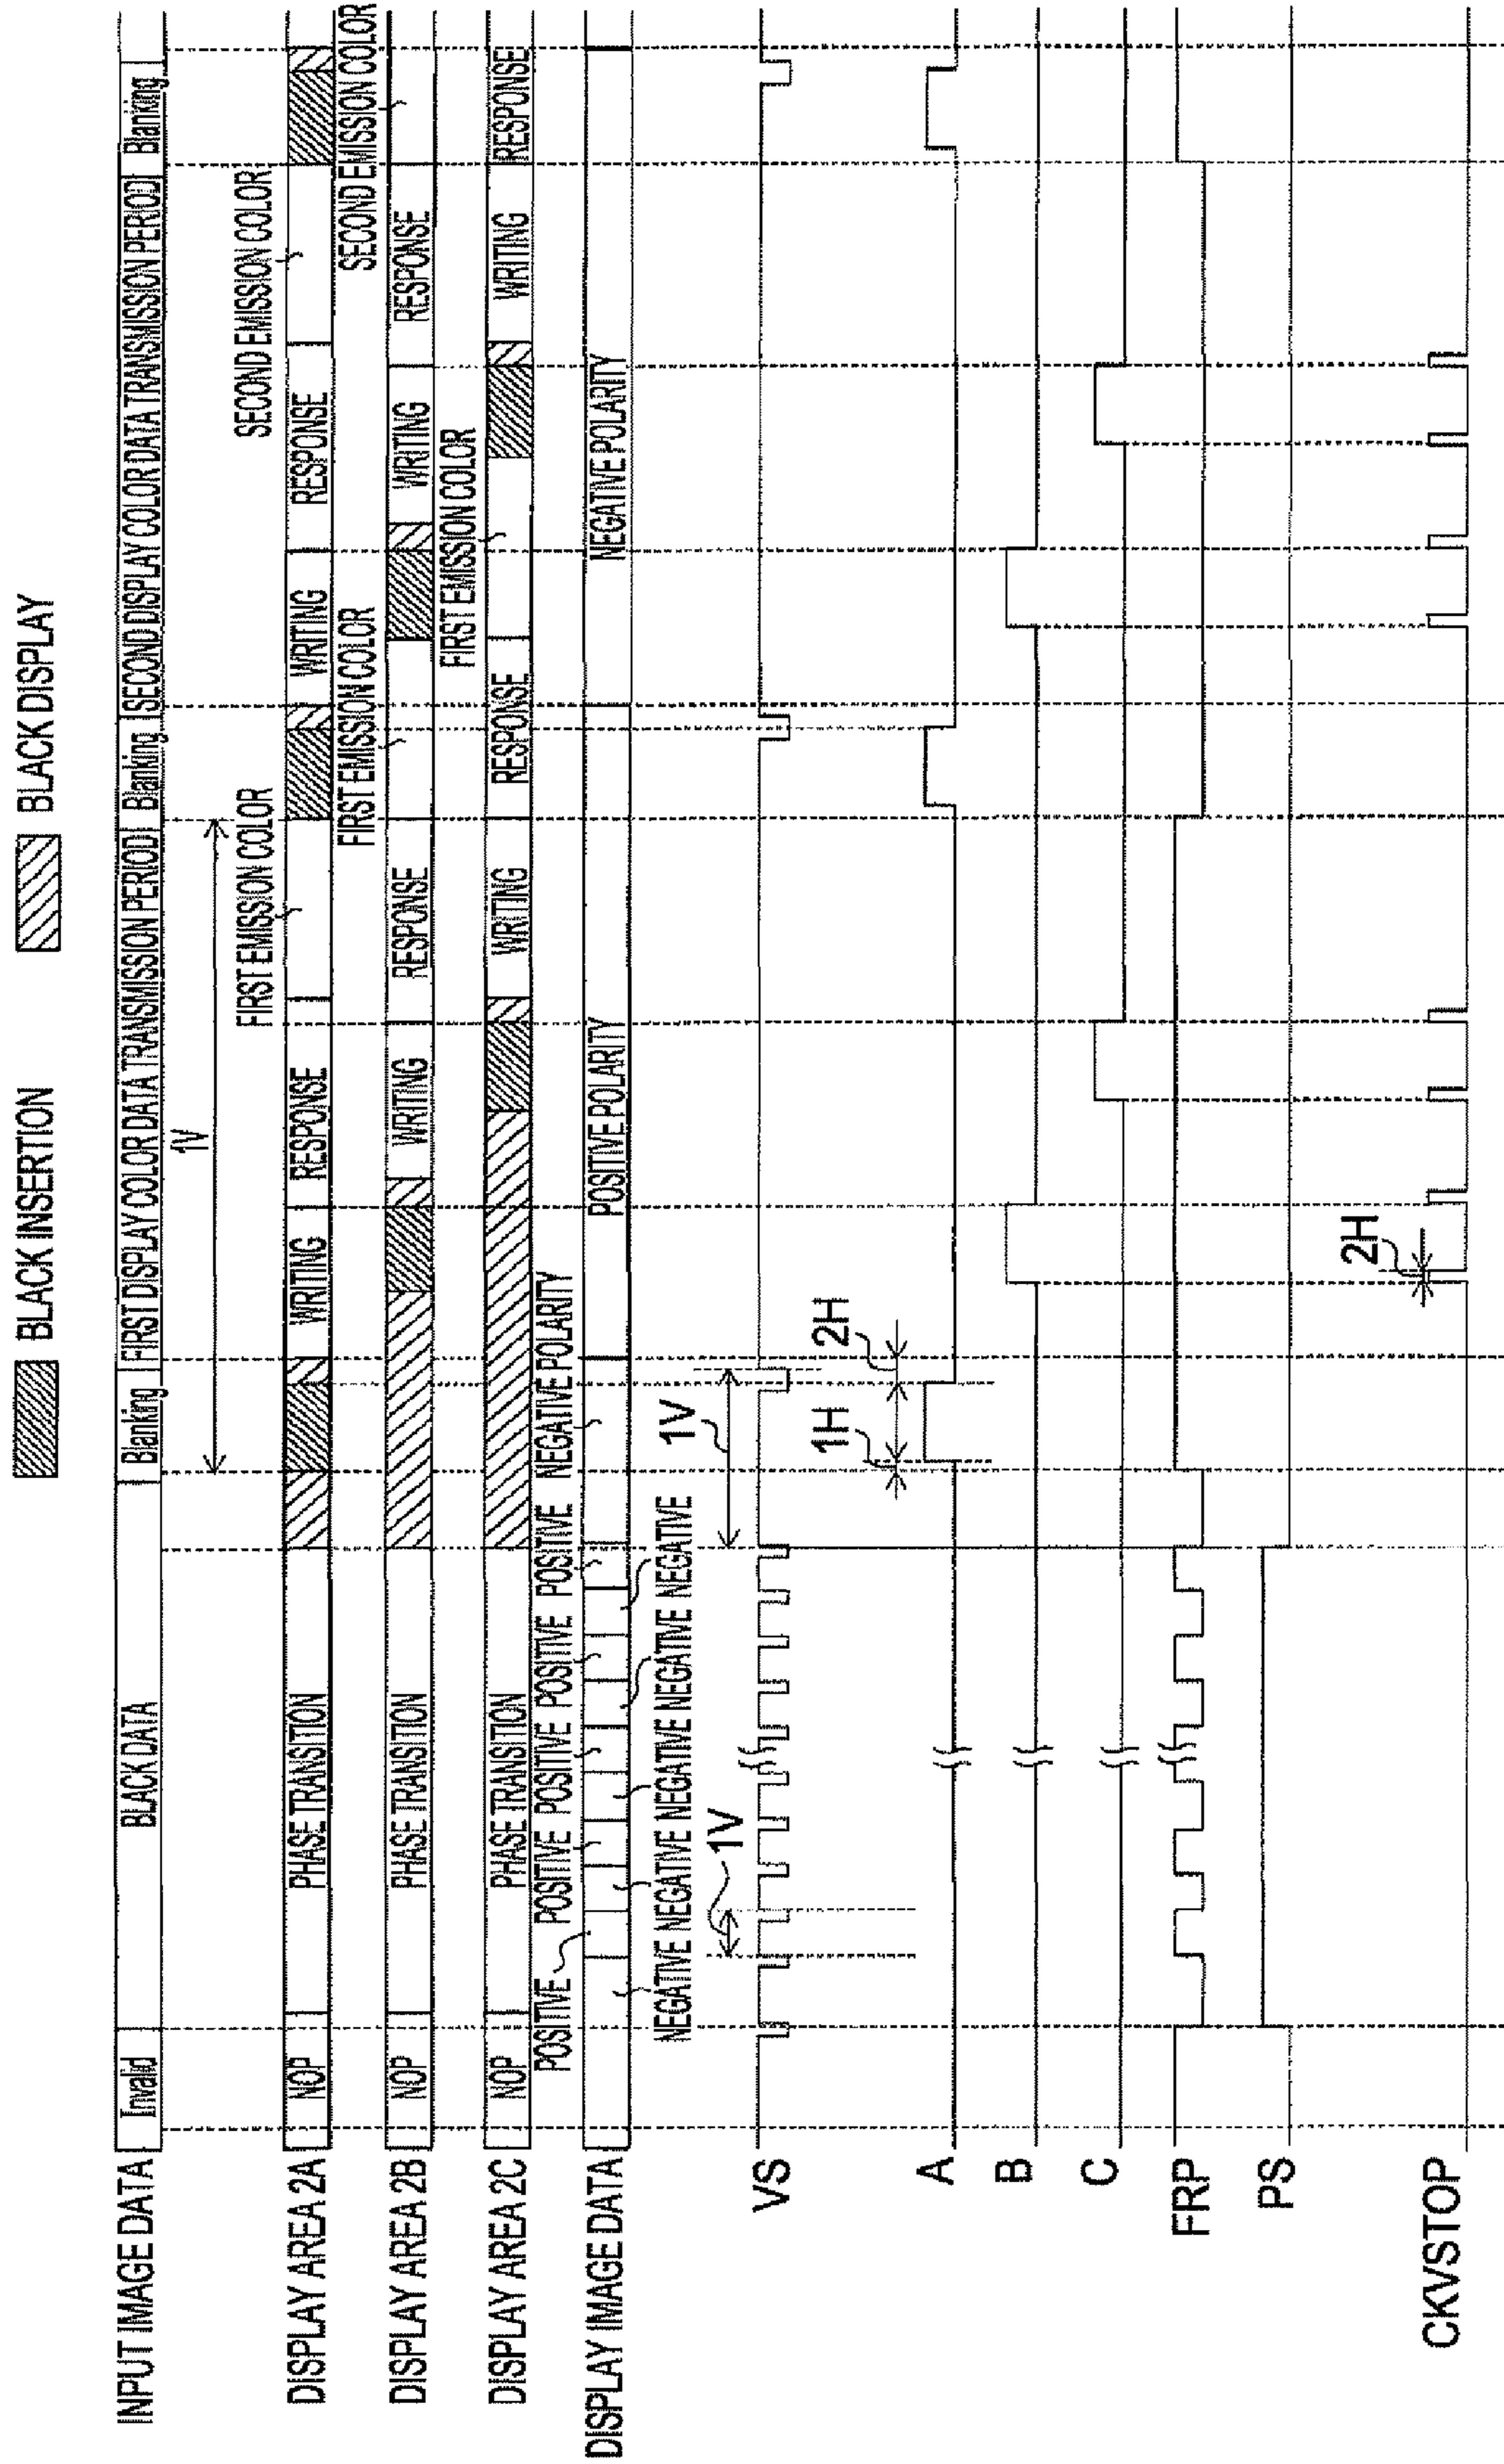 BLACK INSERTION
BLACK DISPLAY
INPUT IMAGE DATA
Invalid
BLACK DATA
Blanking
FIRST DISPLAY COLOR DATA TRANSMISSION PERIOD
Blanking
SECOND DISPLAY COLOR DATA TRANSMISSION PERIOD
Blanking
1V
FIRST EMISSION COLOR
SECOND EMISSION COLOR
DISPLAY AREA 2A
NOP
PHASE TRANSITION
WRITING
RESPONSE
WRITING
RESPONSE
FIRST EMISSION COLOR
SECOND EMISSION COLOR
DISPLAY AREA 2B
NOP
PHASE TRANSITION
WRITING
RESPONSE
WRITING
RESPONSE
FIRST EMISSION COLOR
DISPLAY AREA 2C
NOP
PHASE TRANSITION
WRITING
RESPONSE
WRITING
RESPONSE
POSITIVE POSITIVE POSITIVE POSITIVE POSITIVE NEGATIVE POLARITY
DISPLAY IMAGE DATA
POSITIVE POLARITY
NEGATIVE POLARITY
NEGATIVE NEGATIVE NEGATIVE NEGATIVE NEGATIVE
1V
1V
VS
1H
2H
A
B
C
FRP
PS
2H
CKVSTOP